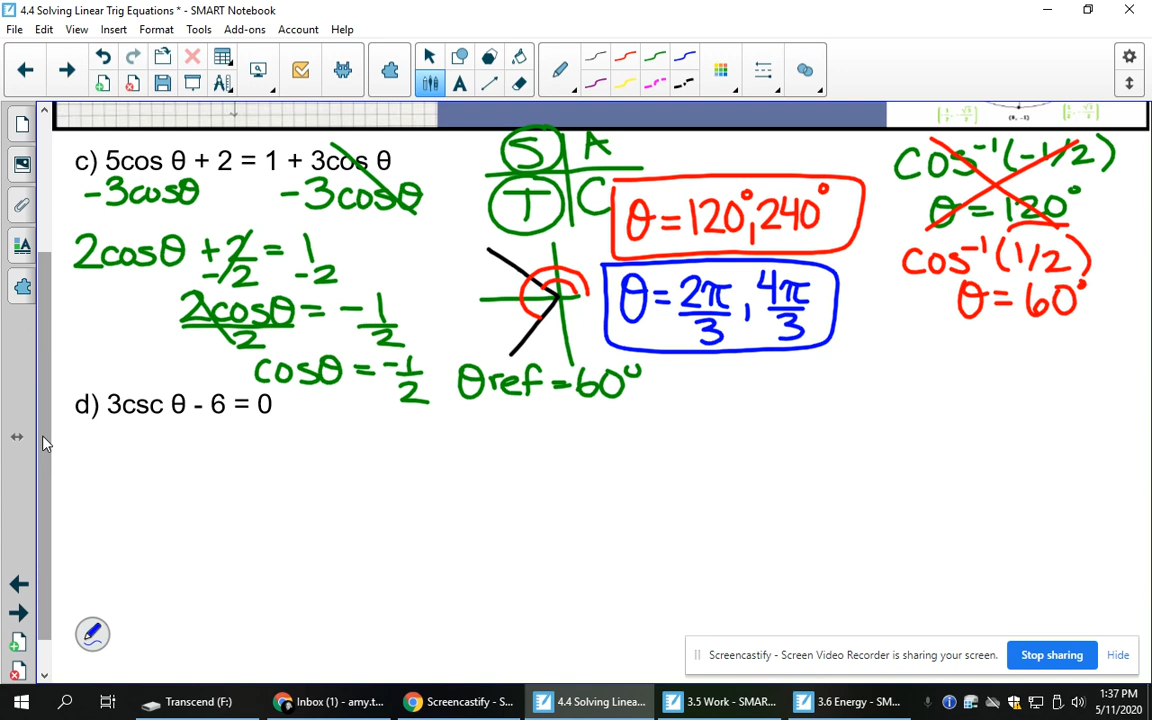 4.4 Solving Linear Trig Equations * - SMART Notebook
File Edit View Insert Format Tools Add-ons Account Help
c) 5cos θ + 2 = 1 + 3cos θ
-3cosθ -3cosθ
2cosθ + 2 = 1
-2 -2
2cosθ = -1
2 2
cosθ = -1/2
S A
T C
θref = 60°
θ = 120°, 240°
θ = 2π/3, 4π/3
cos⁻¹(-1/2)
θ = 120°
cos⁻¹(1/2)
θ = 60°
d) 3csc θ - 6 = 0
Screencastify - Screen Video Recorder is sharing your screen.
Stop sharing
Hide
Transcend (F:)
Inbox (1) - amy.t...
Screencastify - S...
4.4 Solving Linea...
3.5 Work - SMAR...
3.6 Energy - SM...
1:37 PM
5/11/2020